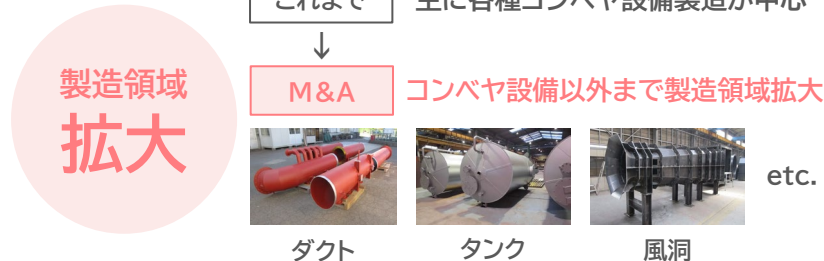 これまで 主に各種コンベヤ設備製造が中心
↓
製造領域
拡大
M&A コンベヤ設備以外まで製造領域拡大
etc.
ダクト タンク 風洞